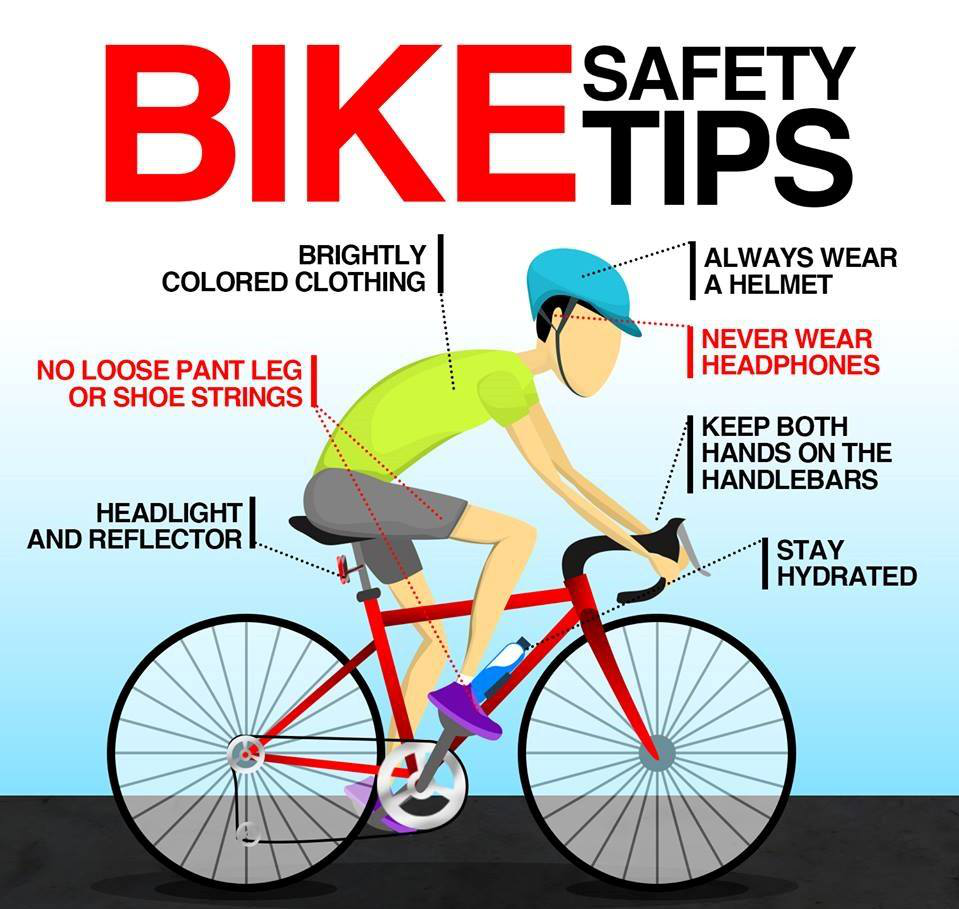 BIKE SAFETY
TIPS
BRIGHTLY
COLORED CLOTHING
ALWAYS WEAR
A HELMET
NEVER WEAR
HEADPHONES
NO LOOSE PANT LEG
OR SHOE STRINGS
KEEP BOTH
HANDS ON THE
HANDLEBARS
HEADLIGHT
AND REFLECTOR
STAY
HYDRATED